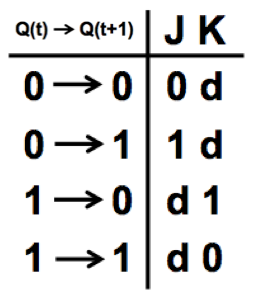 Q(t) → Q(t+1) J K
0 → 0 0 d
0 → 1 1 d
1 → 0 d 1
1 → 1 d 0